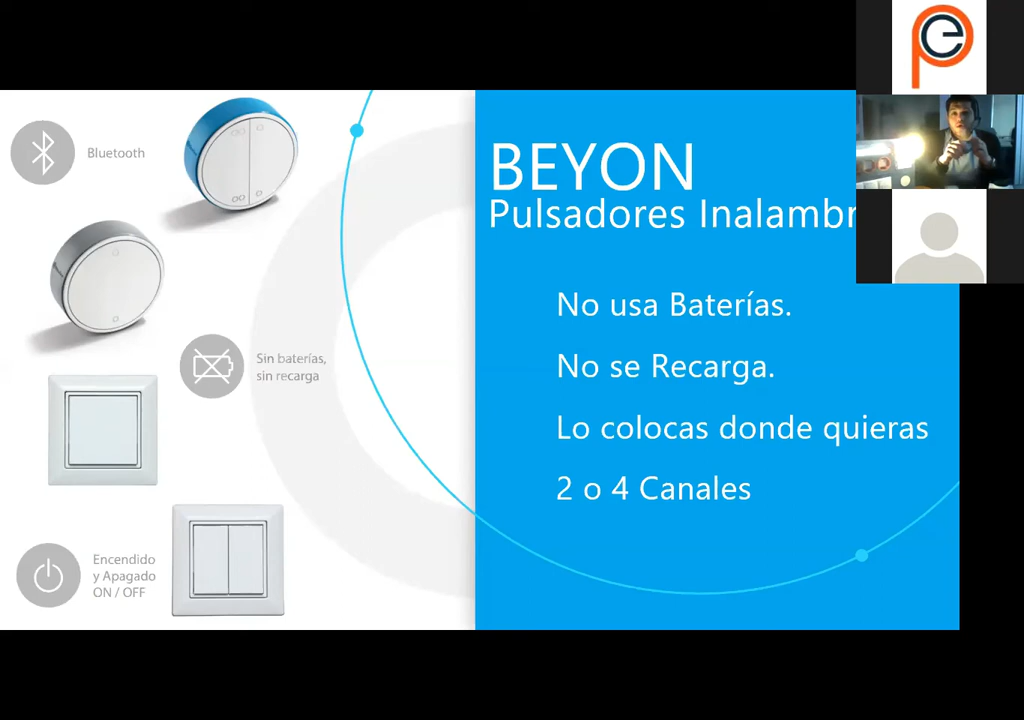 Bluetooth
Sin baterías,
sin recarga
Encendido
y Apagado
ON / OFF
BEYON
Pulsadores Inalambr
No usa Baterías.
No se Recarga.
Lo colocas donde quieras
2 o 4 Canales